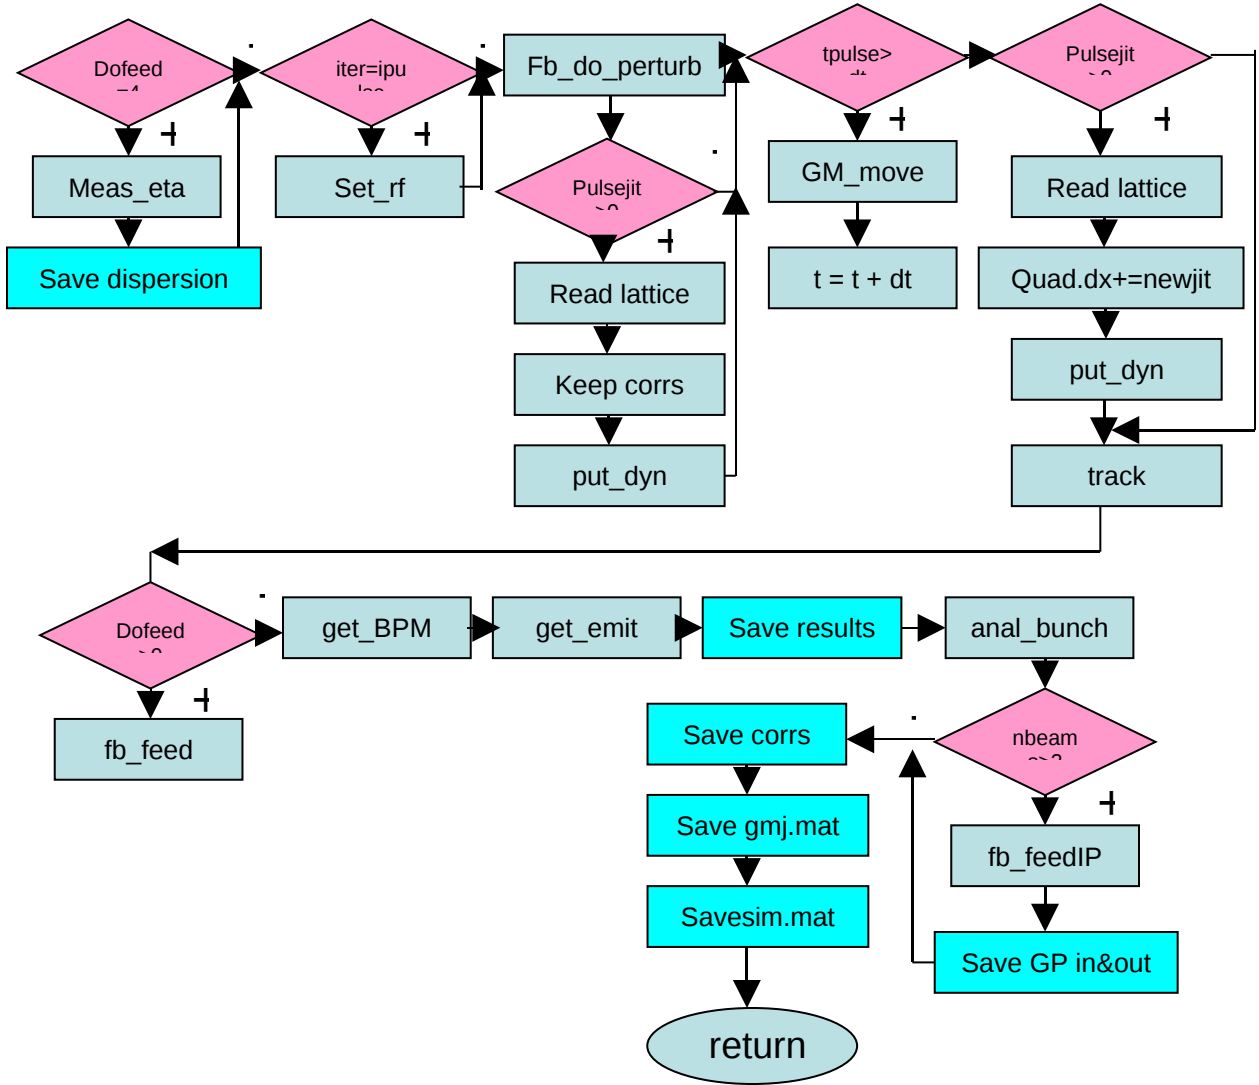 Dofeed
iter=ipu
Fb_do_perturb
tpulse>
Pulsejit
Meas_eta
Set_rf
Pulsejit
GM_move
Read lattice
Save dispersion
Read lattice
t = t + dt
Quad.dx+=newjit
Keep corrs
put_dyn
put_dyn
track
Dofeed
get_BPM
get_emit
Save results
anal_bunch
fb_feed
Save corrs
nbeam
Save gmj.mat
fb_feedIP
Savesim.mat
Save GP in&out
return